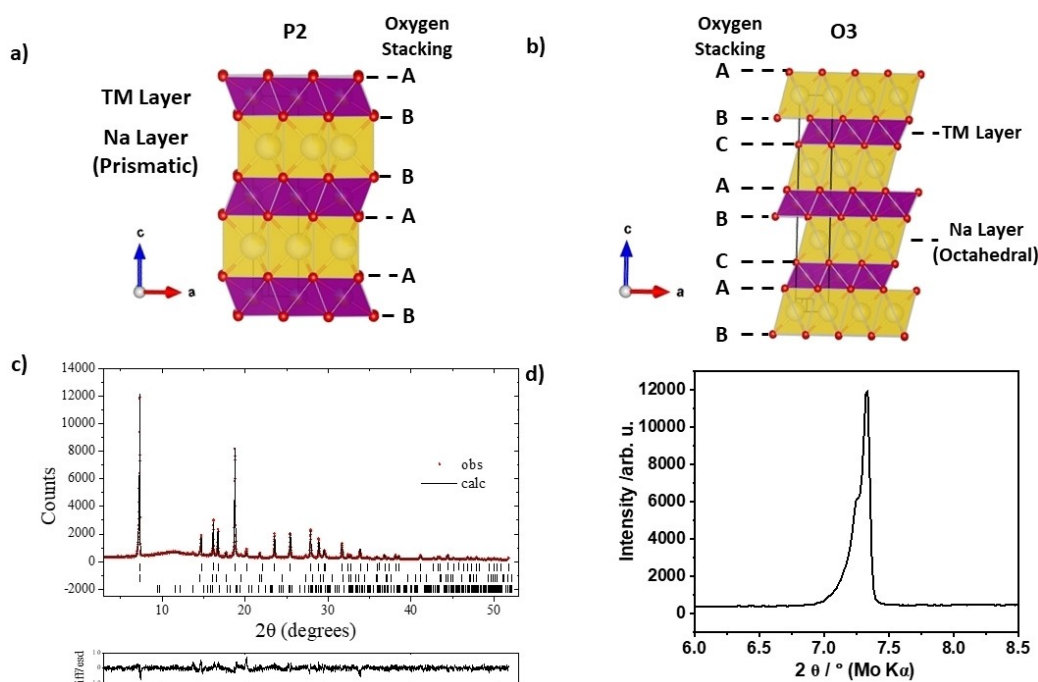 a)
P2
Oxygen
Stacking
A
TM Layer
B
Na Layer
(Prismatic)
B
A
A
B
c
a
b)
Oxygen
Stacking
O3
A
B
TM Layer
C
A
B
Na Layer
(Octahedral)
C
A
B
c
a
c)
14000
12000
10000
8000
6000
4000
2000
0
-2000
Counts
obs
calc
10
20
30
40
50
2θ (degrees)
1.0
0
d)
12000
10000
8000
6000
4000
2000
0
Intensity /arb. u.
6.0
6.5
7.0
7.5
8.0
8.5
2 θ / ° (Mo Kα)